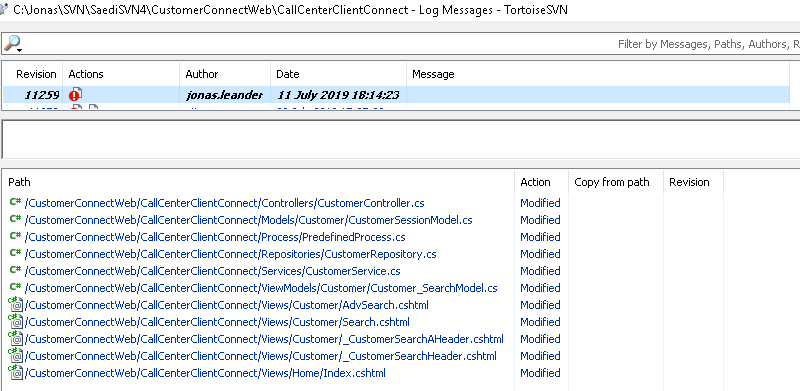 C:\Jonas\SVN\SaediSVN4\CustomerConnectWeb\CallCenterClientConnect - Log Messages - TortoiseSVN
Filter by Messages, Paths, Authors, R
Revision Actions Author Date Message
11259 jonas.leander 11 July 2019 18:14:23
Path Action Copy from path Revision
C# /CustomerConnectWeb/CallCenterClientConnect/Controllers/CustomerController.cs Modified
C# /CustomerConnectWeb/CallCenterClientConnect/Models/Customer/CustomerSessionModel.cs Modified
C# /CustomerConnectWeb/CallCenterClientConnect/Process/PredefinedProcess.cs Modified
C# /CustomerConnectWeb/CallCenterClientConnect/Repositories/CustomerRepository.cs Modified
C# /CustomerConnectWeb/CallCenterClientConnect/Services/CustomerService.cs Modified
C# /CustomerConnectWeb/CallCenterClientConnect/ViewModels/Customer/Customer_SearchModel.cs Modified
/CustomerConnectWeb/CallCenterClientConnect/Views/Customer/AdvSearch.cshtml Modified
/CustomerConnectWeb/CallCenterClientConnect/Views/Customer/Search.cshtml Modified
/CustomerConnectWeb/CallCenterClientConnect/Views/Customer/_CustomerSearchAHeader.cshtml Modified
/CustomerConnectWeb/CallCenterClientConnect/Views/Customer/_CustomerSearchHeader.cshtml Modified
/CustomerConnectWeb/CallCenterClientConnect/Views/Home/Index.cshtml Modified